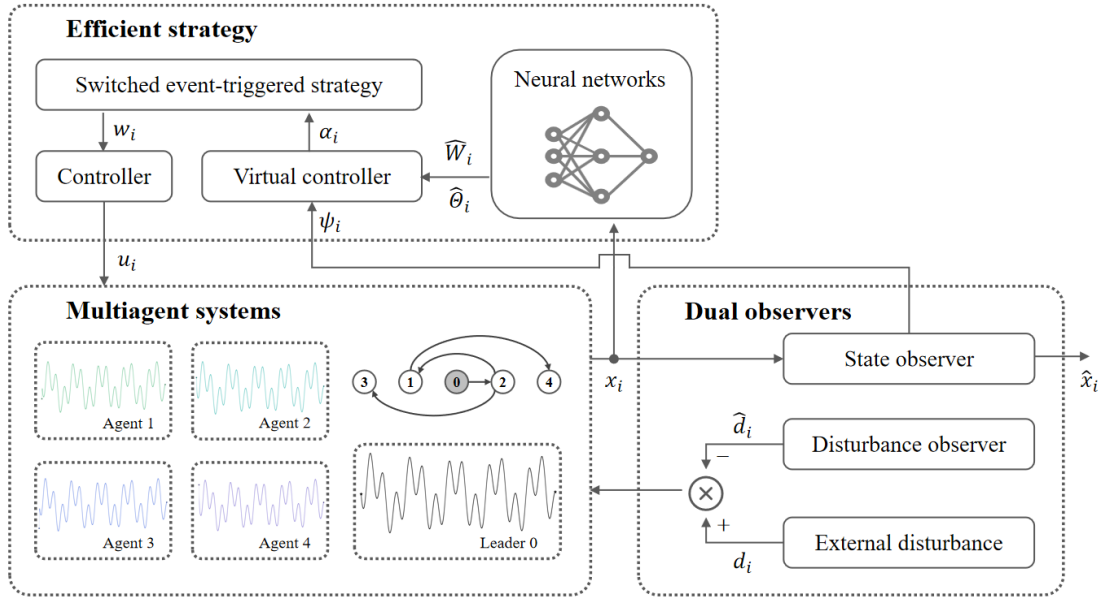 Efficient strategy
Switched event-triggered strategy
Neural networks
w_i
α_i
Ŵ_i
Controller
Virtual controller
Θ̂_i
ψ_i
u_i
Multiagent systems
Dual observers
Agent 1
Agent 2
3
1
0
2
4
x_i
State observer
x̂_i
d̂_i
Disturbance observer
−
+
d_i
External disturbance
Agent 3
Agent 4
Leader 0